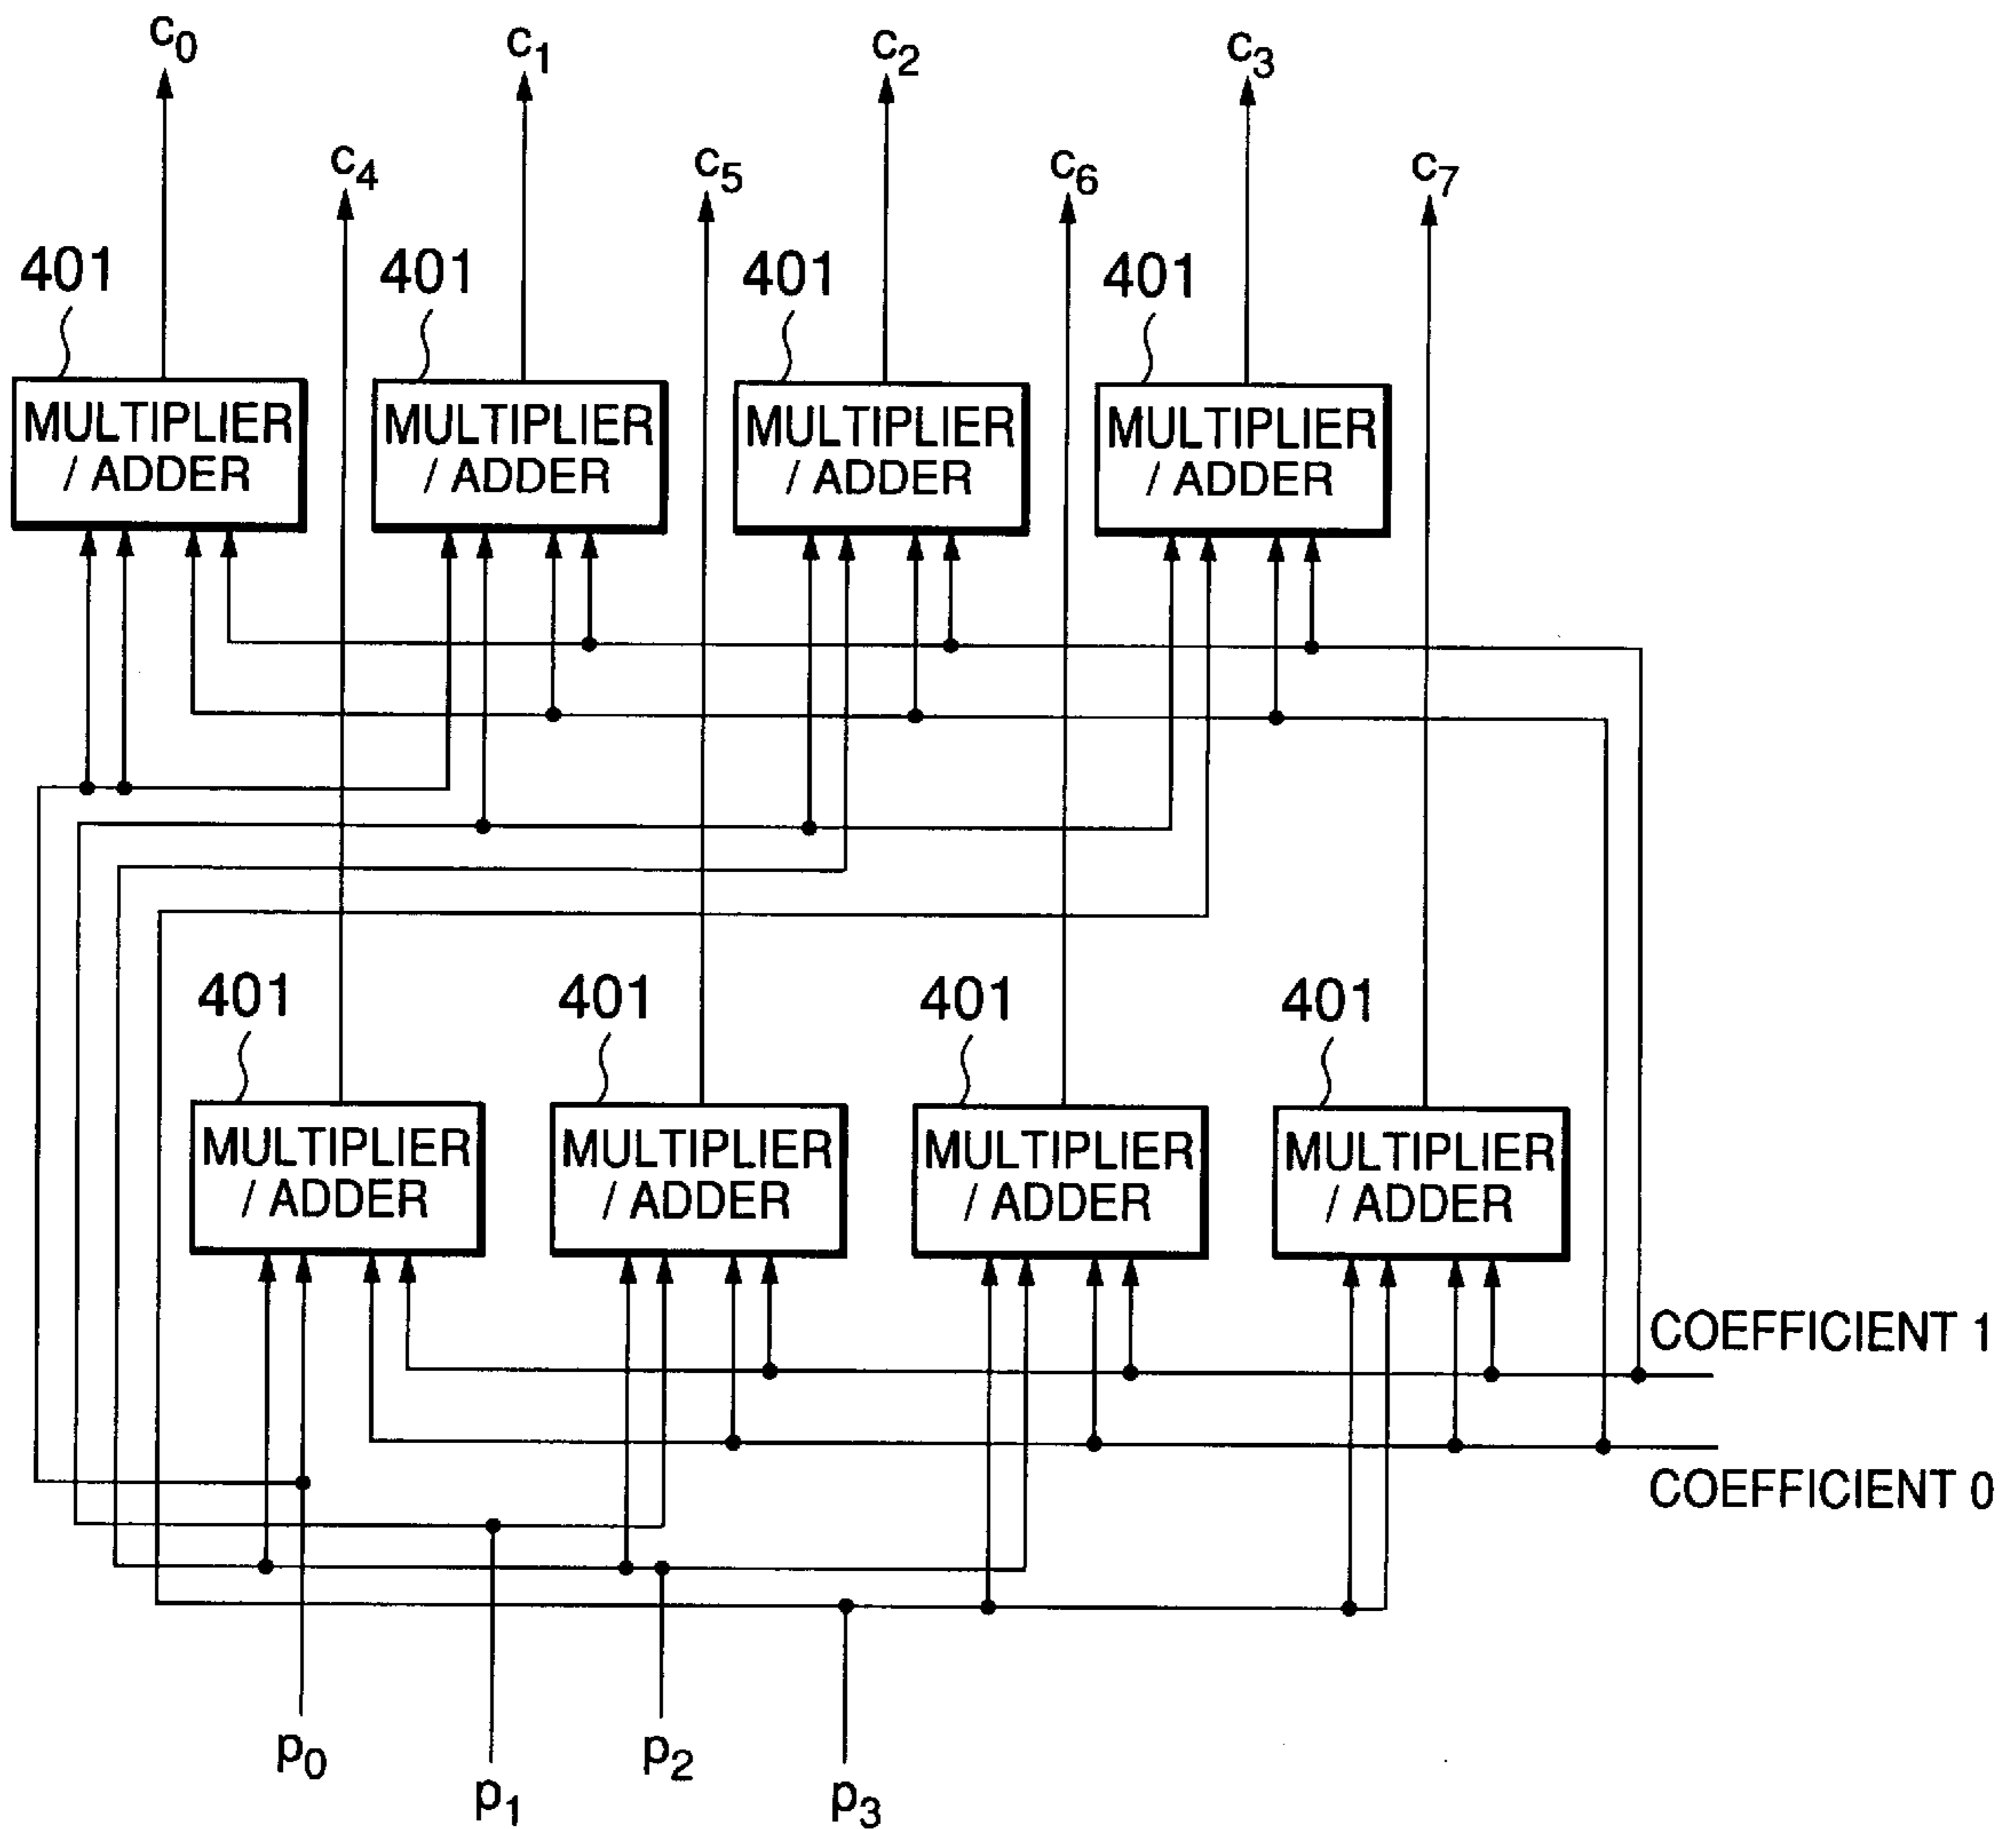 c0 c1 c2 c3
c4 c5 c6 c7
401 401 401 401
MULTIPLIER / ADDER
MULTIPLIER / ADDER
MULTIPLIER / ADDER
MULTIPLIER / ADDER
401 401 401 401
MULTIPLIER / ADDER
MULTIPLIER / ADDER
MULTIPLIER / ADDER
MULTIPLIER / ADDER
COEFFICIENT 1
COEFFICIENT 0
p0 p1 p2 p3